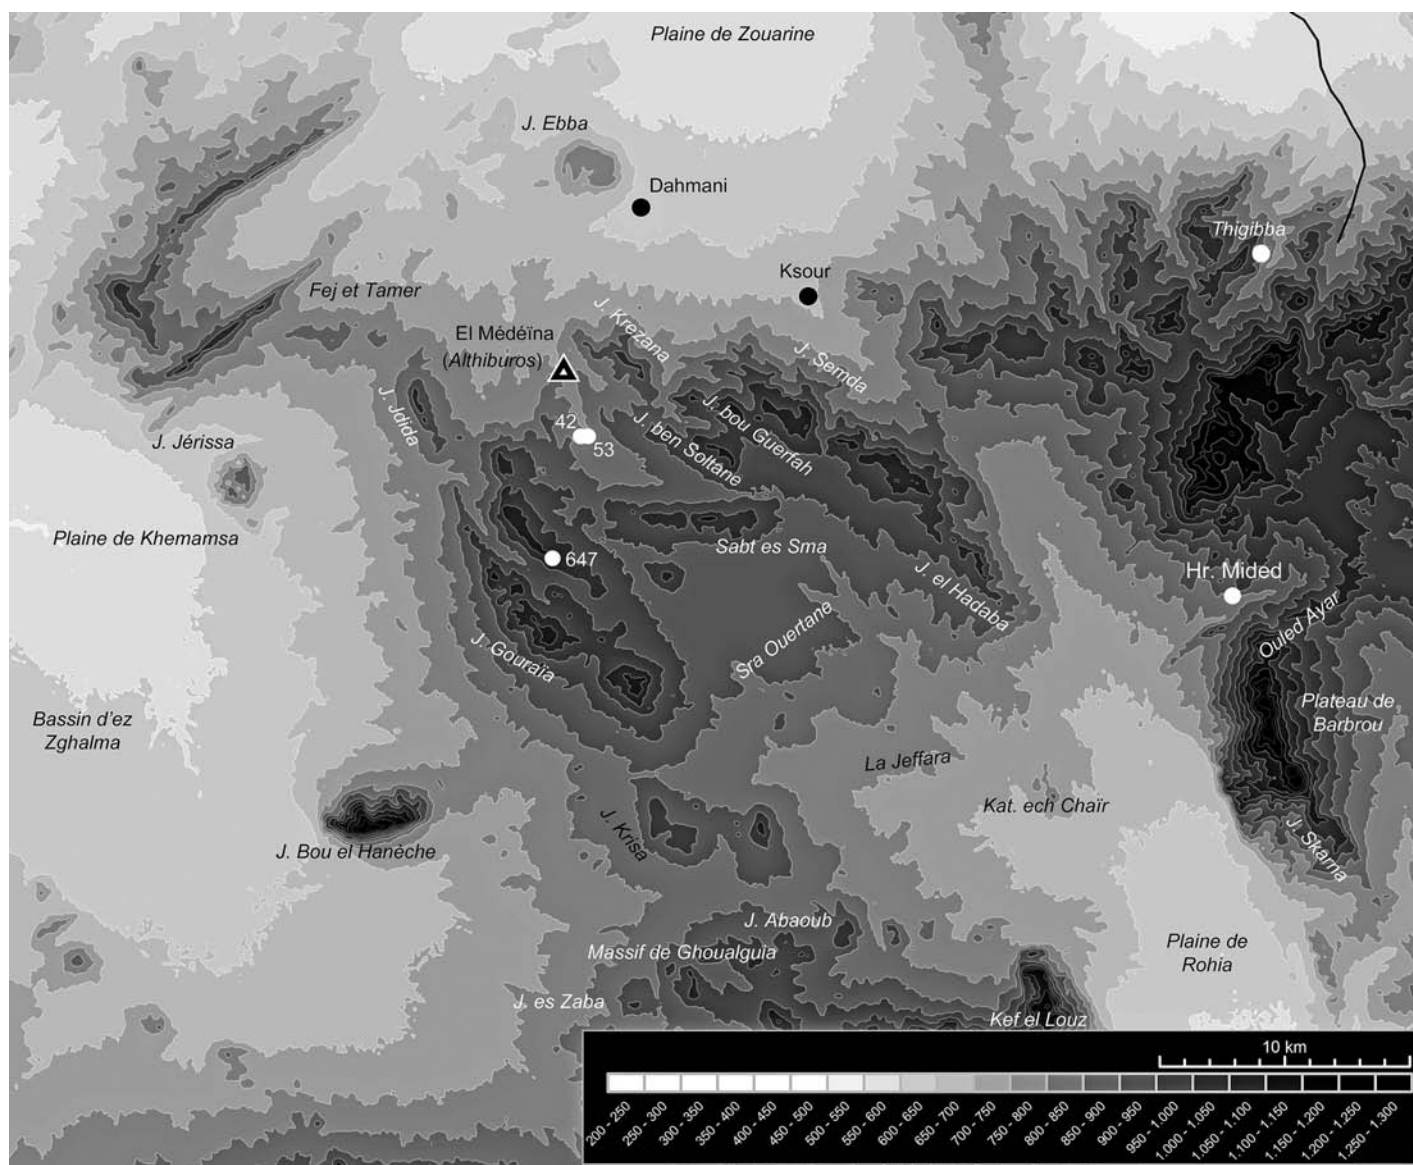 Plaine de Zouarine
J. Ebba
Dahmani
Thigibba
Ksour
Fej et Tamer
J. Krezana
El Médéïna
(Althiburos)
J. Semda
J. Jdida
J. bou Guerfah
42
53
J. ben Soltane
J. Jérissa
Plaine de Khemamsa
Sabt es Sma
647
J. el Hadaba
Hr. Mided
Ouled Ayar
Sra Ouertane
J. Gouraïa
Plateau de
Barbrou
Bassin d'ez
Zghalma
La Jeffara
Kat. ech Chaïr
J. Krisa
J. Bou el Hanèche
J. Skarna
J. Abaoub
Massif de Ghoualguia
Plaine de
Rohia
J. es Zaba
Kef el Louz
10 km
200 - 250
250 - 300
300 - 350
350 - 400
400 - 450
450 - 500
500 - 550
550 - 600
600 - 650
650 - 700
700 - 750
750 - 800
800 - 850
850 - 900
900 - 950
950 - 1.000
1.000 - 1.050
1.050 - 1.100
1.100 - 1.150
1.150 - 1.200
1.200 - 1.250
1.250 - 1.300